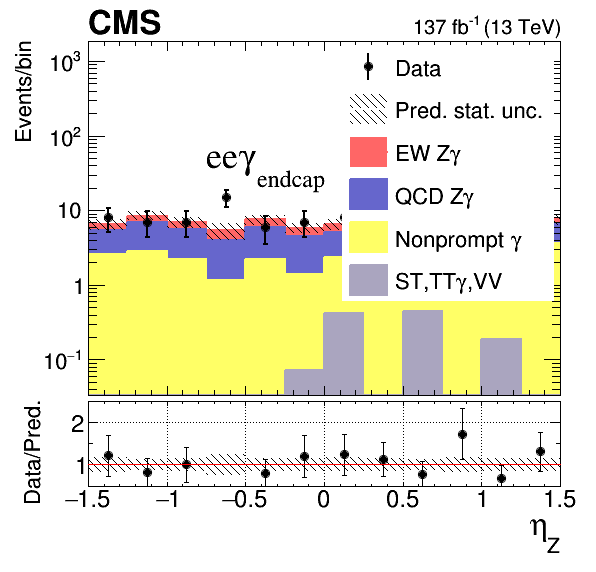 CMS 137 fb⁻¹ (13 TeV)
Events/bin
10³
10²
10
1
10⁻¹
eeγ endcap
Data
Pred. stat. unc.
EW Zγ
QCD Zγ
Nonprompt γ
ST,TTγ,VV
Data/Pred.
2
1
−1.5 −1 −0.5 0 0.5 1 1.5
η_Z